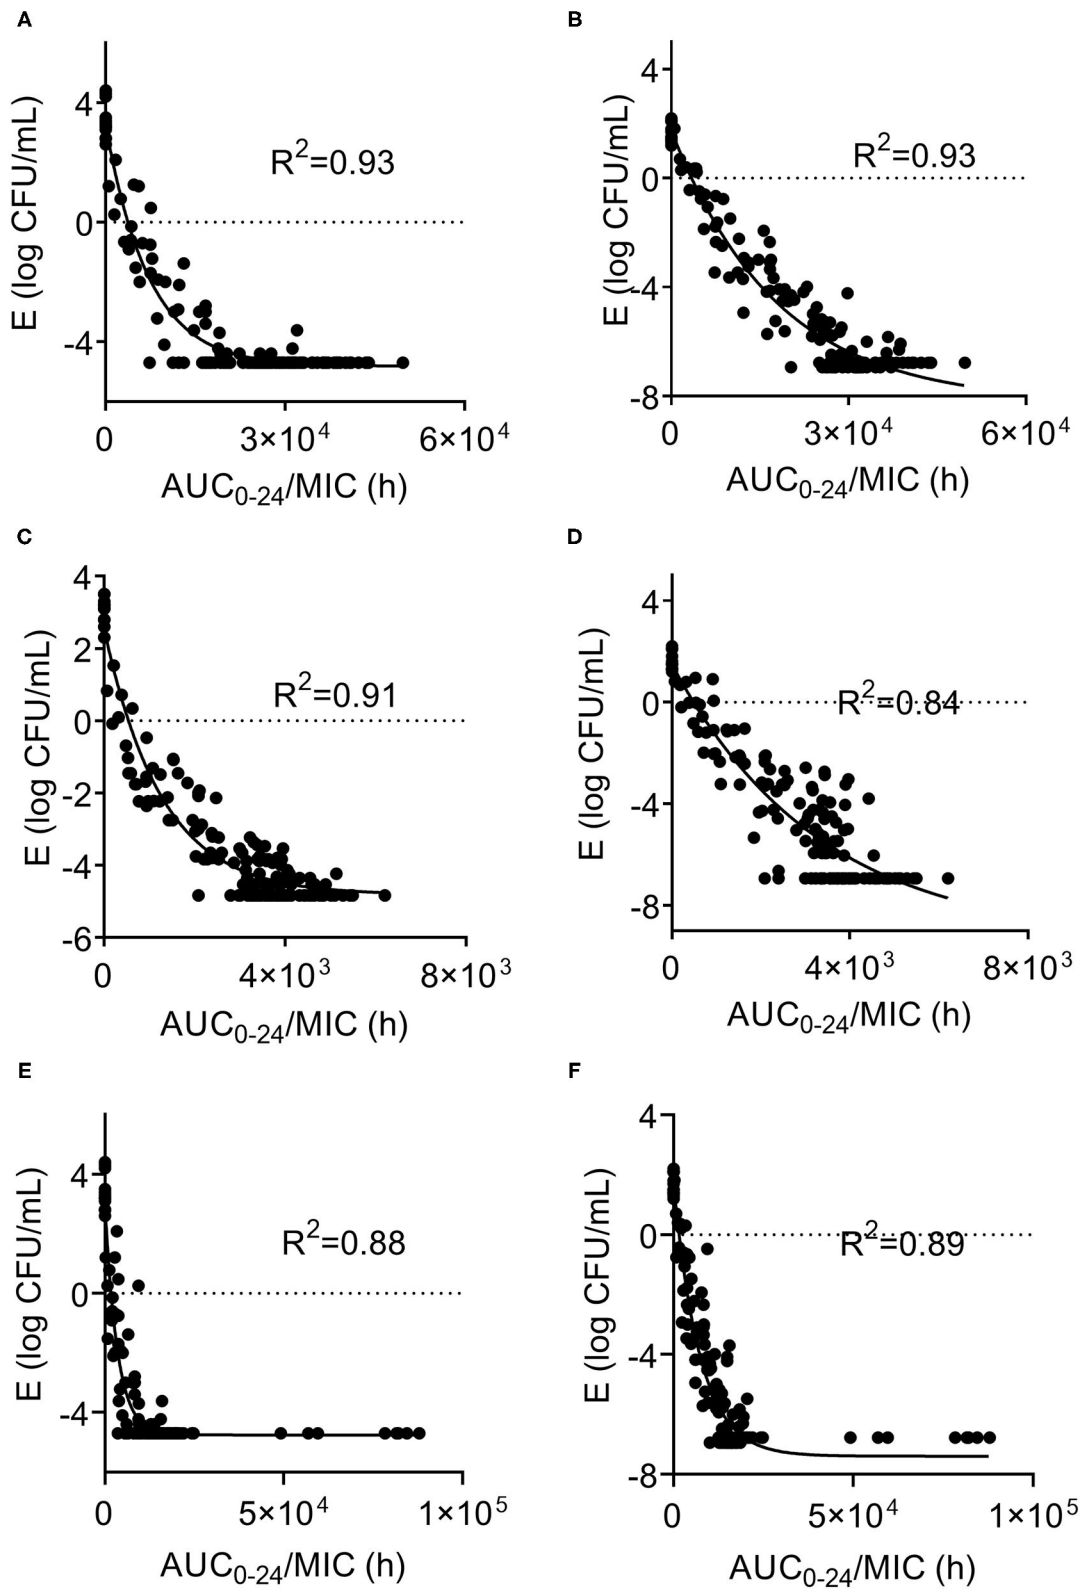 A
E (log CFU/mL)
4
0
-4
R²=0.93
0
3×10⁴
6×10⁴
AUC₀₋₂₄/MIC (h)
B
E (log CFU/mL)
4
0
-4
-8
R²=0.93
0
3×10⁴
6×10⁴
AUC₀₋₂₄/MIC (h)
C
E (log CFU/mL)
4
2
0
-2
-4
-6
R²=0.91
0
4×10³
8×10³
AUC₀₋₂₄/MIC (h)
D
E (log CFU/mL)
4
0
-4
-8
R²=0.84
0
4×10³
8×10³
AUC₀₋₂₄/MIC (h)
E
E (log CFU/mL)
4
0
-4
R²=0.88
0
5×10⁴
1×10⁵
AUC₀₋₂₄/MIC (h)
F
E (log CFU/mL)
4
0
-4
-8
R²=0.89
0
5×10⁴
1×10⁵
AUC₀₋₂₄/MIC (h)